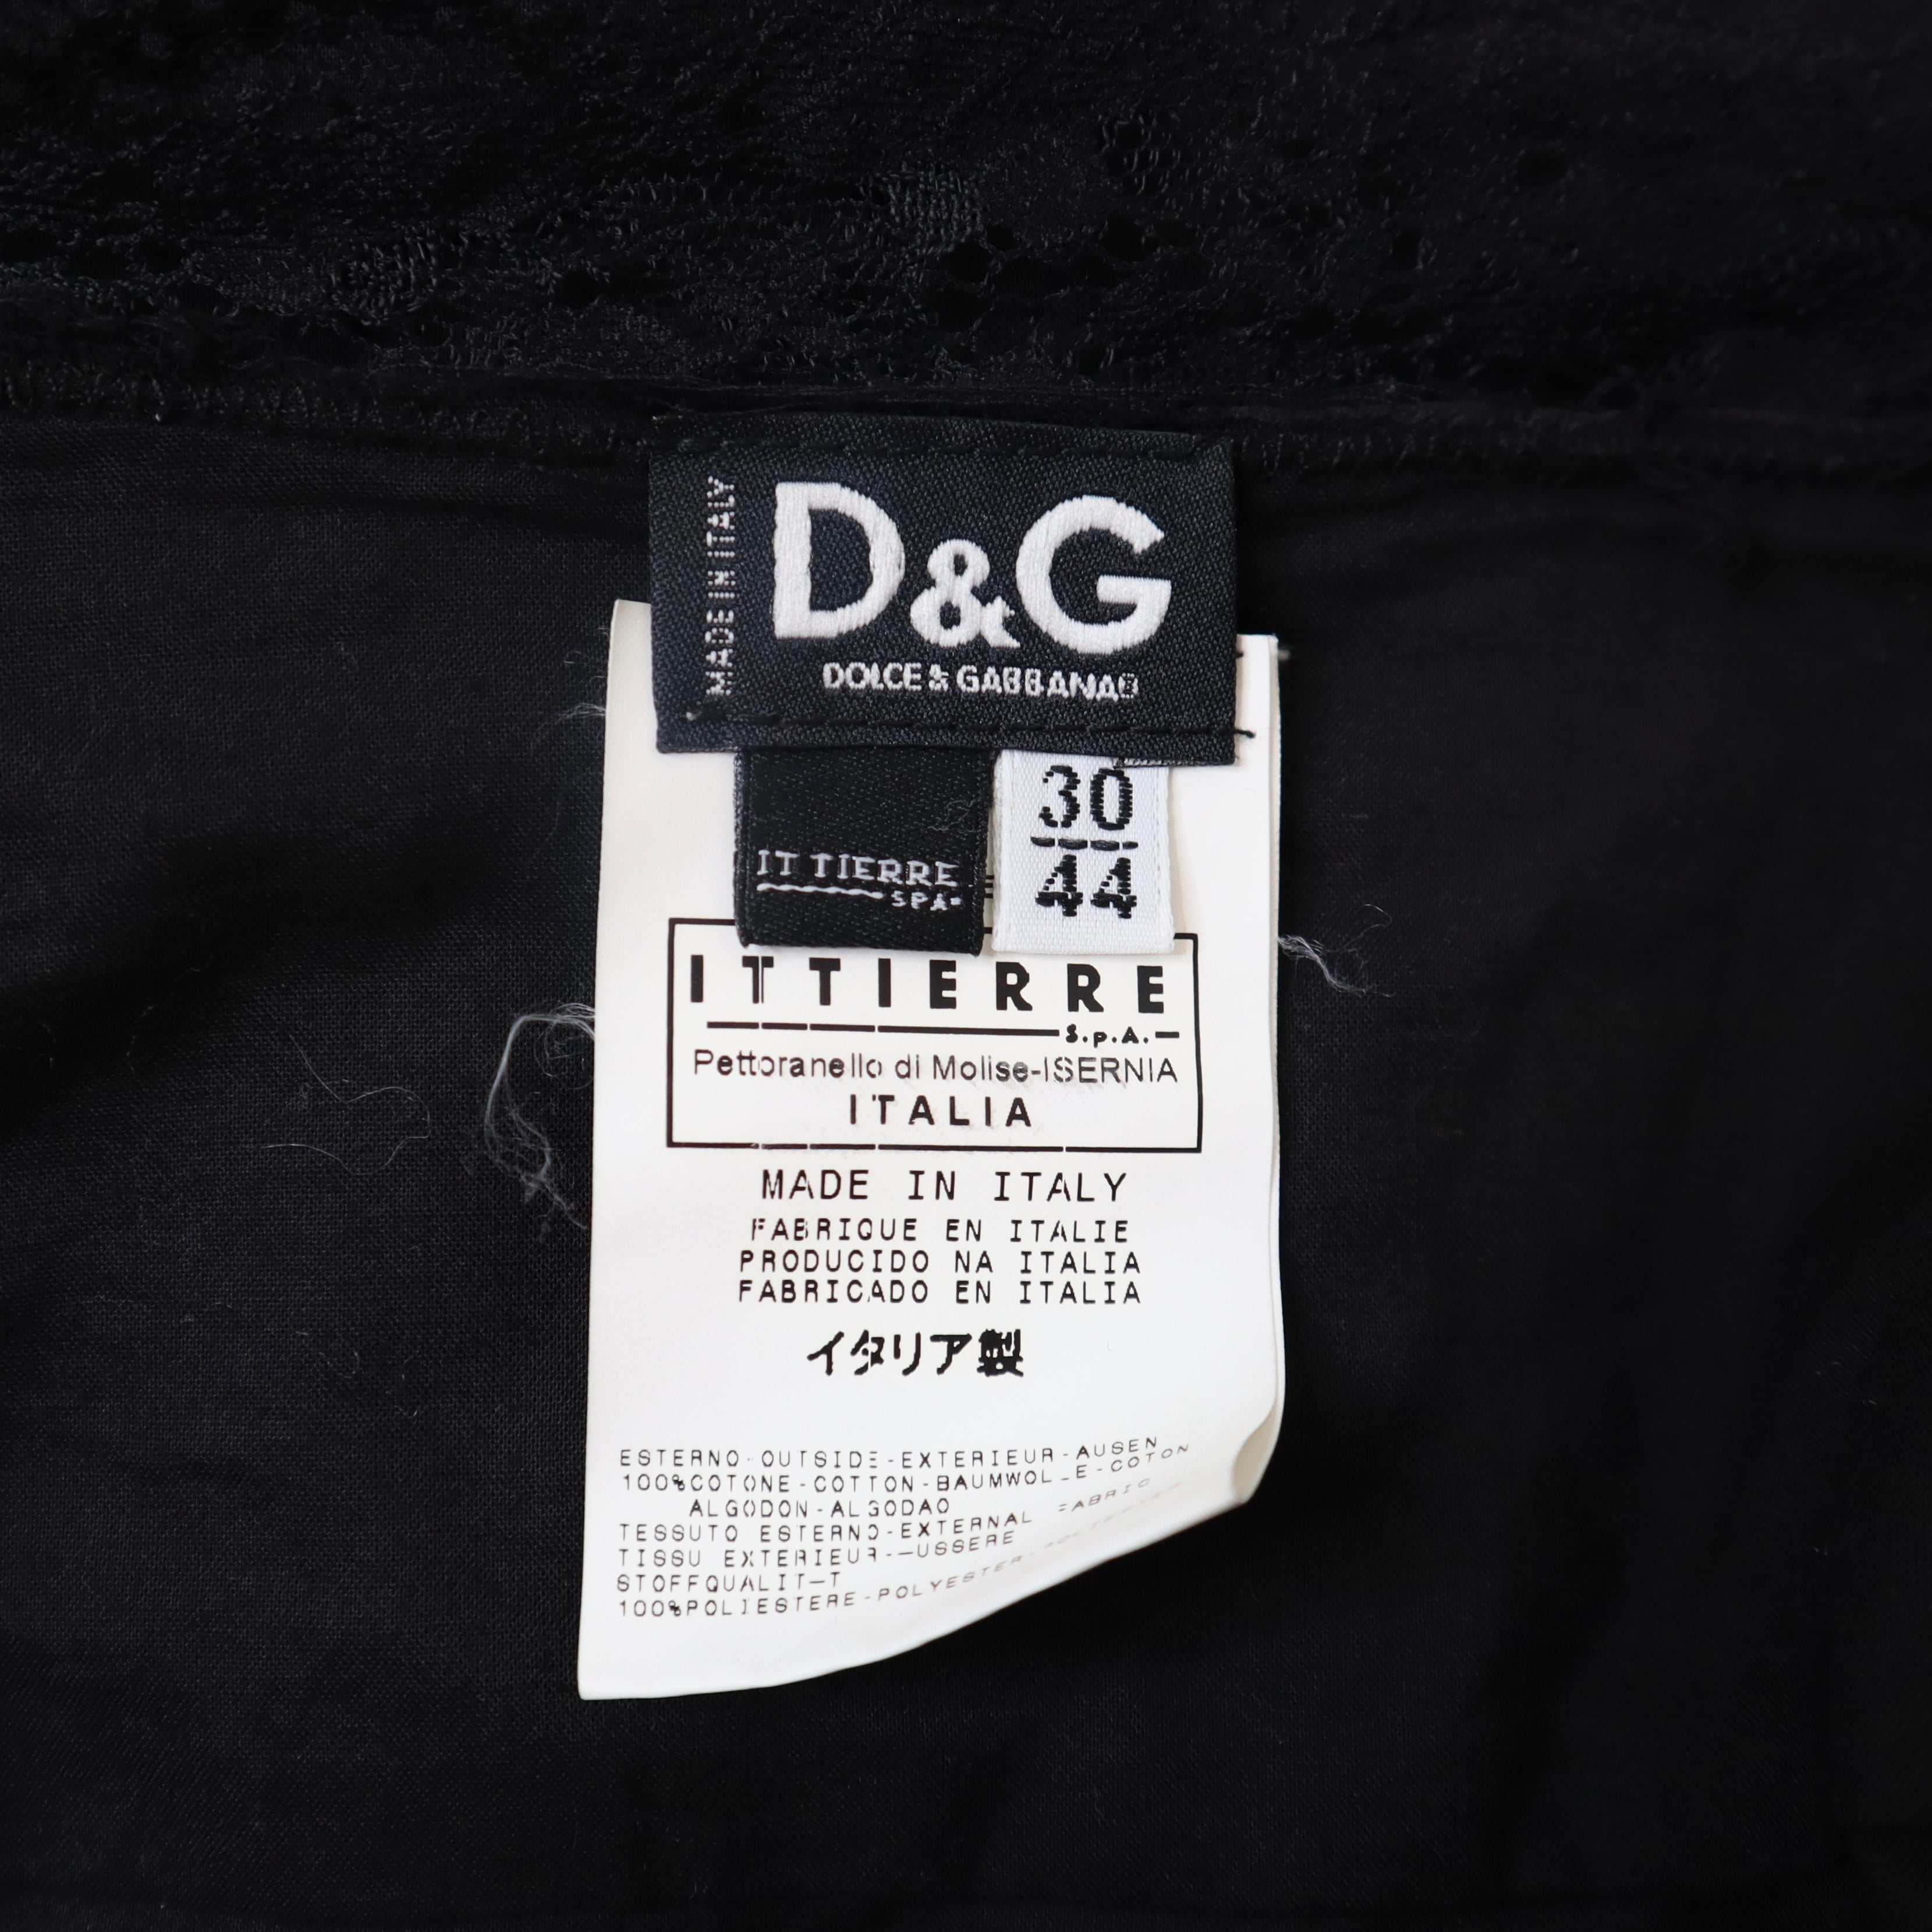 MADE IN ITALY
D&G
DOLCE & GABBANA®
IT TIERRE
SPA
30
44
ITTIERRE
S.p.A.
Pettoranello di Molise-ISERNIA
ITALIA
MADE IN ITALY
FABRIQUE EN ITALIE
PRODUCIDO NA ITALIA
FABRICADO EN ITALIA
イタリア製
ESTERNO-OUTSIDE-EXTERIEUR-AUSEN
100%COTONE-COTTON-BAUMWOLLE-COTON
ALGODON-ALGODAO
TESSUTO ESTERNO-EXTERNAL FABRIC
TISSU EXTERIEUR-—USSERE
STOFFQUALIT—T
100%POLIESTERE-POLYESTER